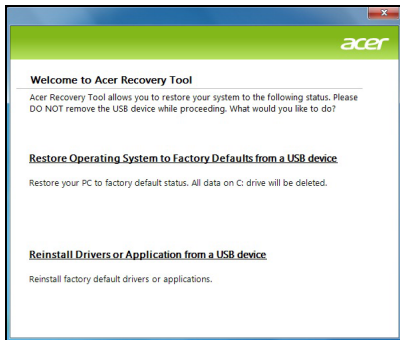 acer
Welcome to Acer Recovery Tool
Acer Recovery Tool allows you to restore your system to the following status. Please
DO NOT remove the USB device while proceeding. What would you like to do?
Restore Operating System to Factory Defaults from a USB device
Restore your PC to factory default status. All data on C: drive will be deleted.
Reinstall Drivers or Application from a USB device
Reinstall factory default drivers or applications.